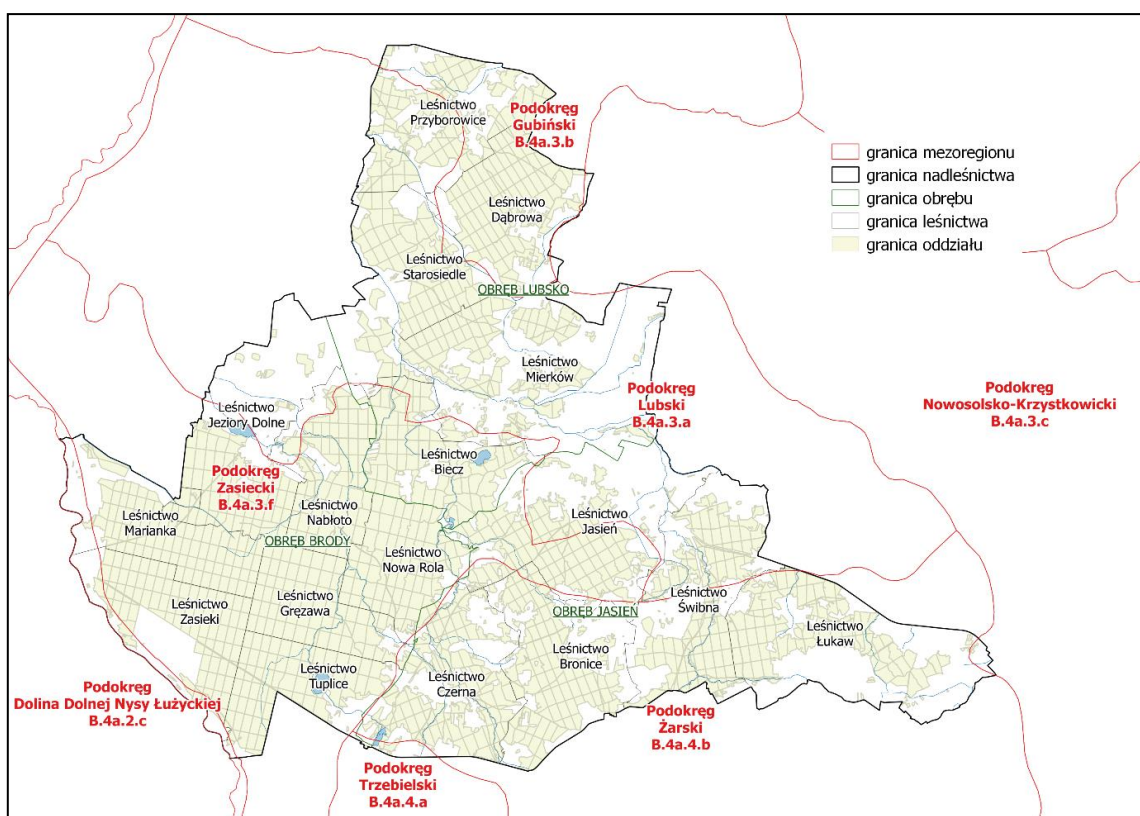 Leśnictwo
Przyborowice
Podokręg
Gubiński
B.4a.3.b
granica mezoregionu
granica nadleśnictwa
granica obrębu
granica leśnictwa
granica oddziału
Leśnictwo
Dąbrowa
Leśnictwo
Starosiedle
OBRĘB LUBSKO
Leśnictwo
Mierków
Podokręg
Lubski
B.4a.3.a
Podokręg
Nowosolsko-Krzystkowicki
B.4a.3.c
Leśnictwo
Jeziory Dolne
Leśnictwo
Biecz
Podokręg
Zasiecki
B.4a.3.f
Leśnictwo
Marianka
Leśnictwo
Nabłoto
OBRĘB BRODY
Leśnictwo
Jasień
Leśnictwo
Nowa Rola
Leśnictwo
Zasieki
Leśnictwo
Gręzawa
OBRĘB JASIEŃ
Leśnictwo
Świbna
Leśnictwo
Łukaw
Leśnictwo
Bronice
Leśnictwo
Tuplice
Leśnictwo
Czerna
Podokręg
Dolina Dolnej Nysy Łużyckiej
B.4a.2.c
Podokręg
Żarski
B.4a.4.b
Podokręg
Trzebielski
B.4a.4.a